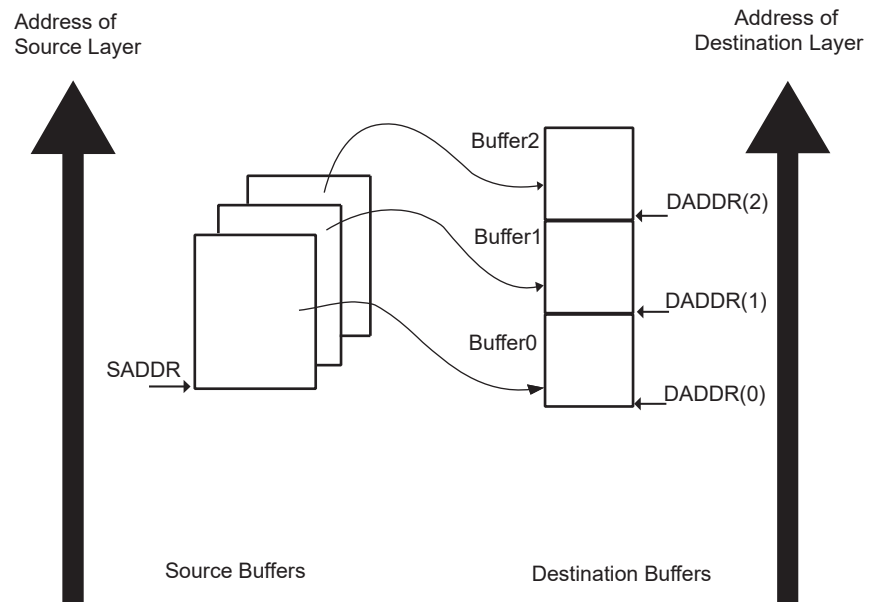 Address of
Source Layer
Address of
Destination Layer
Buffer2
DADDR(2)
Buffer1
DADDR(1)
Buffer0
SADDR
DADDR(0)
Source Buffers
Destination Buffers